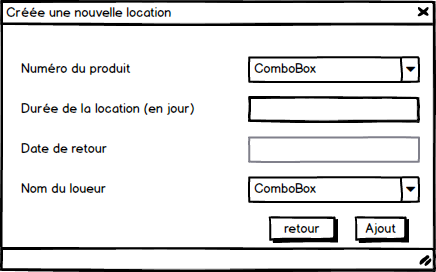 Créée une nouvelle location
Numéro du produit ComboBox
Durée de la location (en jour)
Date de retour
Nom du loueur ComboBox
retour Ajout